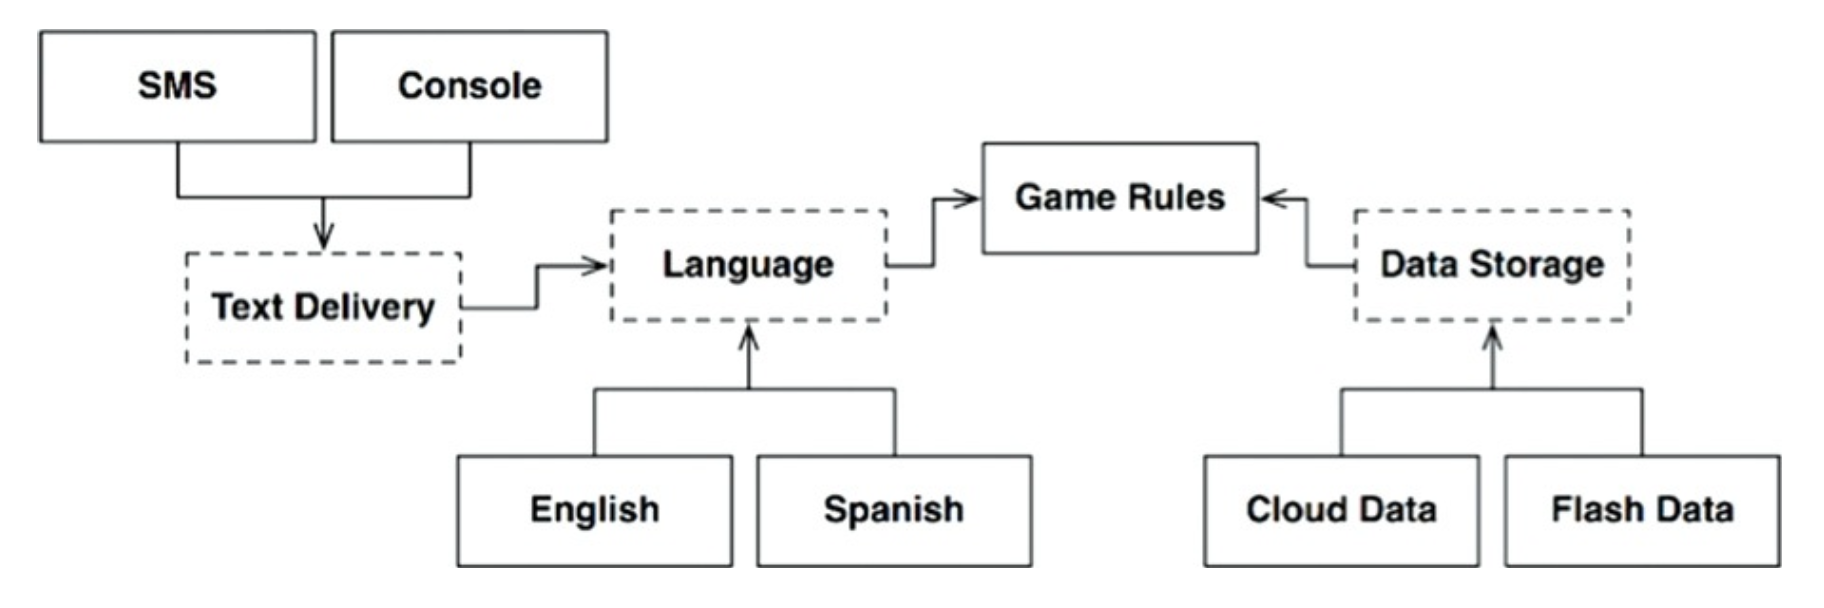 SMS
Console
Game Rules
Language
Data Storage
Text Delivery
English
Spanish
Cloud Data
Flash Data